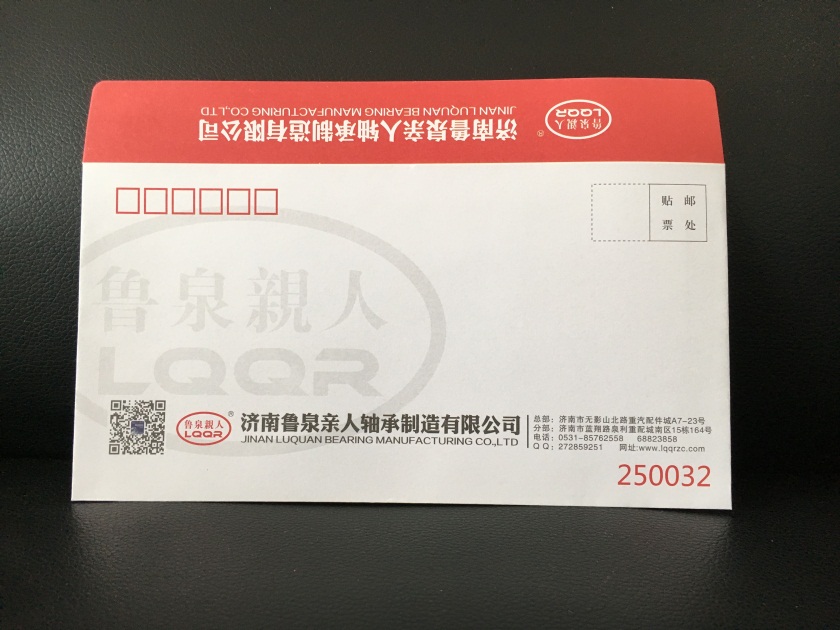 JINAN LUQUAN BEARING MANUFACTURING CO.,LTD
济南鲁泉亲人轴承制造有限公司
鲁泉親人
LQQR
®
贴 邮
票 处
鲁泉親人
LQQR
鲁泉親人
LQQR
®
济南鲁泉亲人轴承制造有限公司
JINAN LUQUAN BEARING MANUFACTURING CO.,LTD
总部：济南市无影山北路重汽配件城A7-23号
分部：济南市蓝翔路泉利重配城南区15栋164号
电话：0531-85762558 68823858
QQ：272859251 网址:www.lqqrzc.com
250032